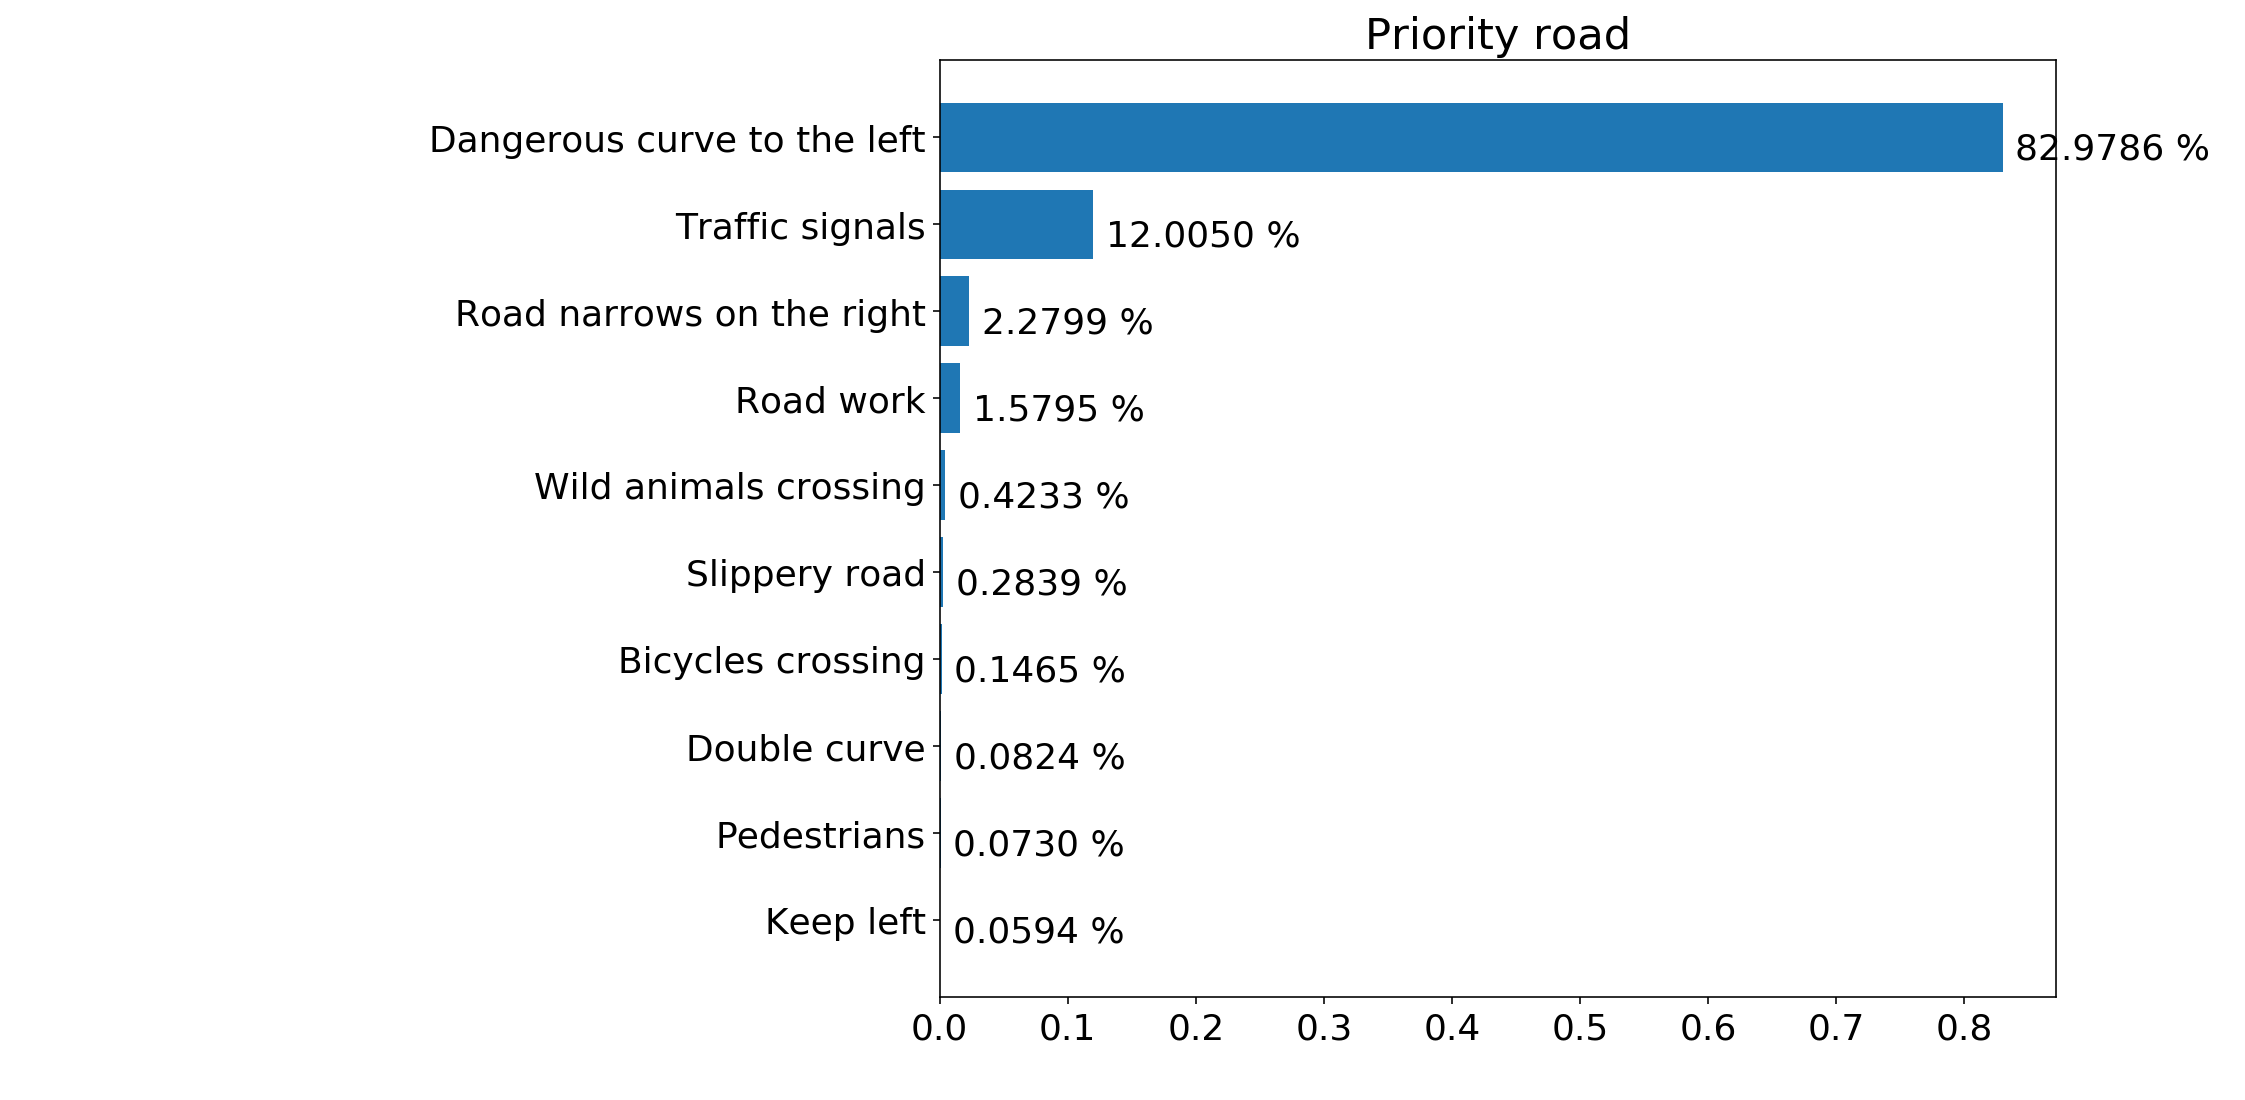 Priority road
Dangerous curve to the left 82.9786 %
Traffic signals 12.0050 %
Road narrows on the right 2.2799 %
Road work 1.5795 %
Wild animals crossing 0.4233 %
Slippery road 0.2839 %
Bicycles crossing 0.1465 %
Double curve 0.0824 %
Pedestrians 0.0730 %
Keep left 0.0594 %
0.0 0.1 0.2 0.3 0.4 0.5 0.6 0.7 0.8